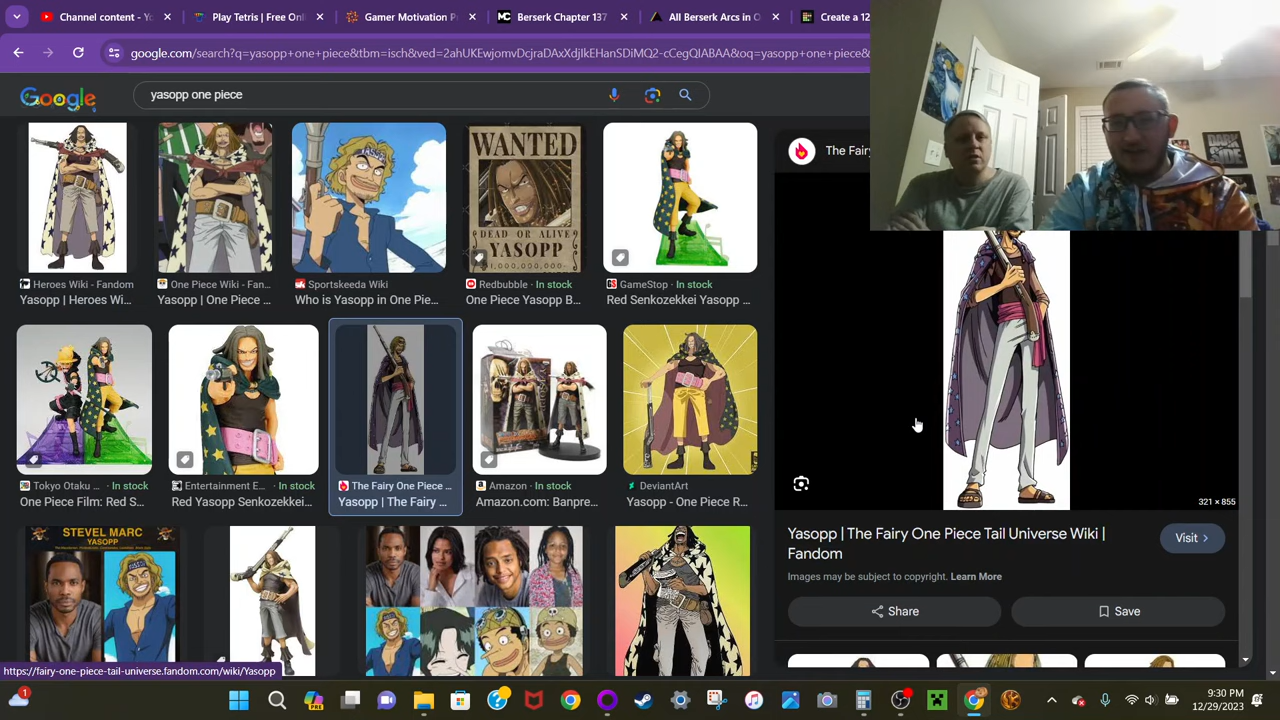 Channel content - Y
Play Tetris | Free Onl
Gamer Motivation P
Berserk Chapter 137
All Berserk Arcs in O
Create a 12
google.com/search?q=yasopp+one+piece&tbm=isch&ved=2ahUKEwjomvDcjraDAxXdjIkEHanSDiMQ2-cCegQIABAA&oq=yasopp+one+piece&
Google
yasopp one piece
The Fairy
DARK SIDE
WANTED
DEAD OR ALIVE
YASOPP
Heroes Wiki - Fandom
Yasopp | Heroes Wi...
One Piece Wiki - Fan...
Yasopp | One Piece ...
Sportskeeda Wiki
Who is Yasopp in One Pie...
Redbubble · In stock
One Piece Yasopp B...
GameStop · In stock
Red Senkozekkei Yasopp ...
Tokyo Otaku ... · In stock
One Piece Film: Red S...
Entertainment E... · In stock
Red Yasopp Senkozekkei...
The Fairy One Piece ...
Yasopp | The Fairy ...
Amazon · In stock
Amazon.com: Banpre...
DeviantArt
Yasopp - One Piece R...
321 × 855
Yasopp | The Fairy One Piece Tail Universe Wiki |
Fandom
Visit
Images may be subject to copyright. Learn More
Share
Save
STEVEL MARC
YASOPP
https://fairy-one-piece-tail-universe.fandom.com/wiki/Yasopp
1
PRE
9:30 PM
12/29/2023